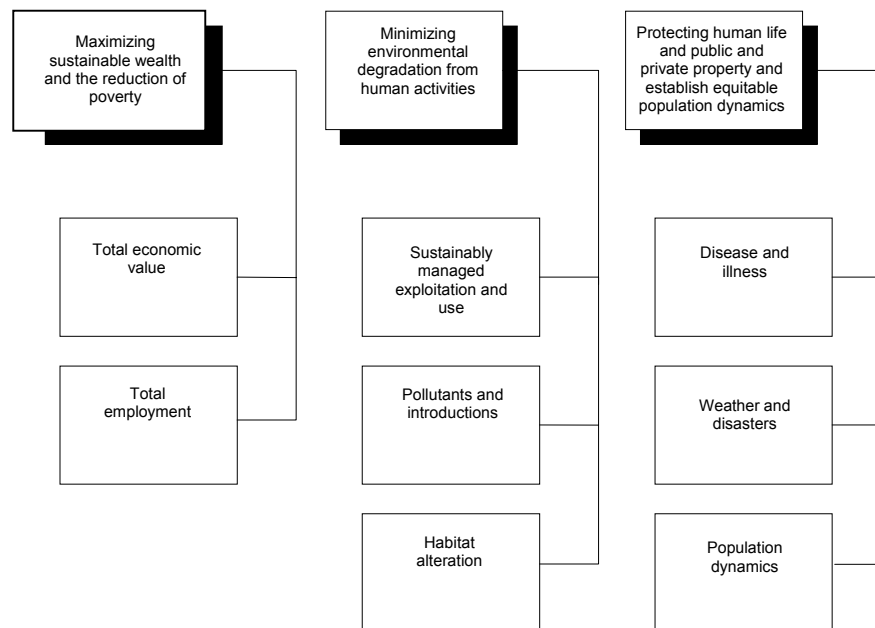 Maximizing
sustainable wealth
and the reduction of
poverty
Total economic
value
Total
employment
Minimizing
environmental
degradation from
human activities
Sustainably
managed
exploitation and
use
Pollutants and
introductions
Habitat
alteration
Protecting human life
and public and
private property and
establish equitable
population dynamics
Disease and
illness
Weather and
disasters
Population
dynamics